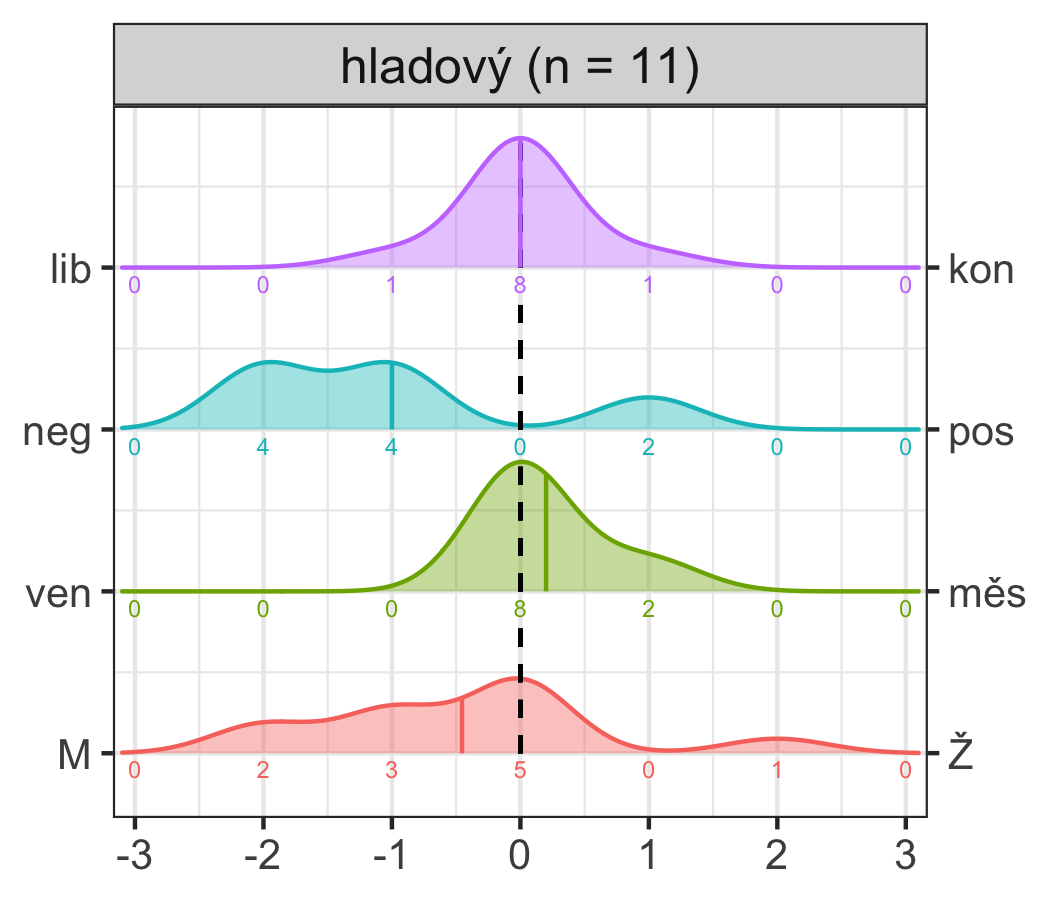 hladový (n = 11)
lib kon
0 0 1 8 1 0 0
neg pos
0 4 4 0 2 0 0
ven měs
0 0 0 8 2 0 0
M Ž
0 2 3 5 0 1 0
-3 -2 -1 0 1 2 3